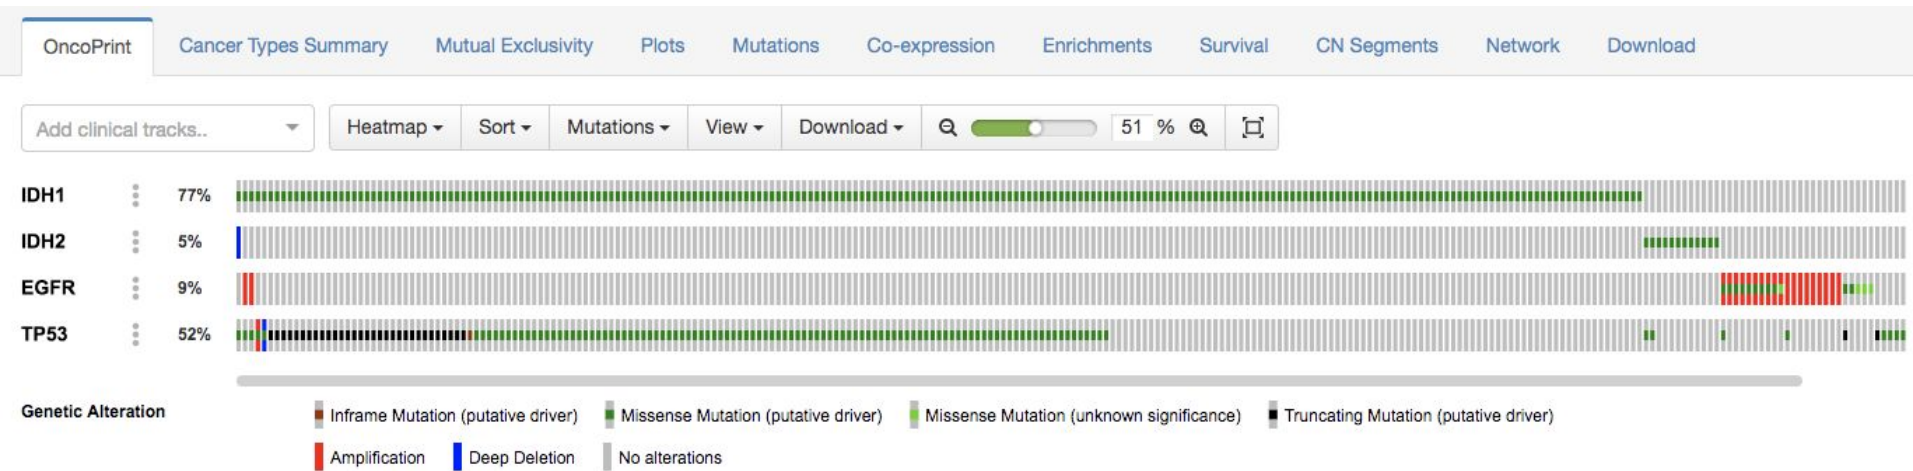 OncoPrint Cancer Types Summary Mutual Exclusivity Plots Mutations Co-expression Enrichments Survival CN Segments Network Download
Add clinical tracks.. Heatmap Sort Mutations View Download 51 %
IDH1 77%
IDH2 5%
EGFR 9%
TP53 52%
Genetic Alteration Inframe Mutation (putative driver) Missense Mutation (putative driver) Missense Mutation (unknown significance) Truncating Mutation (putative driver)
Amplification Deep Deletion No alterations